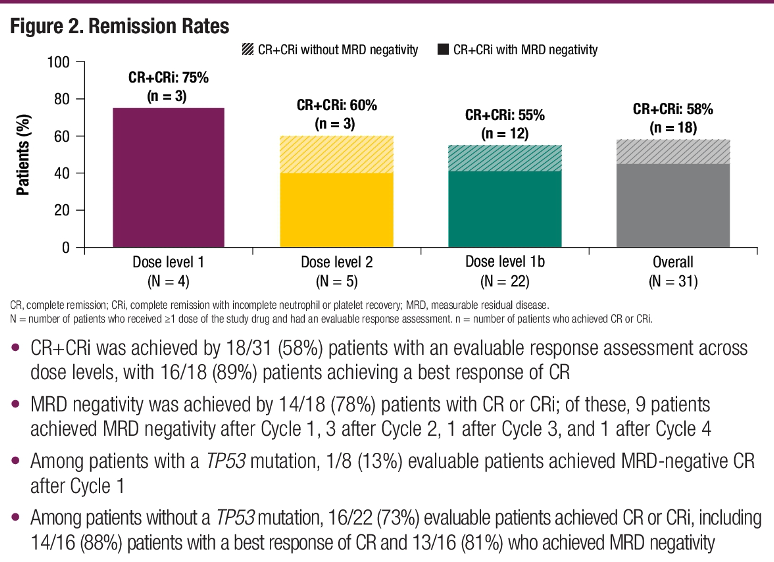 Figure 2. Remission Rates
CR+CRi without MRD negativity
CR+CRi with MRD negativity
Patients (%)
100
80
60
40
20
0
CR+CRi: 75%
(n = 3)
CR+CRi: 60%
(n = 3)
CR+CRi: 55%
(n = 12)
CR+CRi: 58%
(n = 18)
Dose level 1
(N = 4)
Dose level 2
(N = 5)
Dose level 1b
(N = 22)
Overall
(N = 31)
CR, complete remission; CRi, complete remission with incomplete neutrophil or platelet recovery; MRD, measurable residual disease.
N = number of patients who received ≥1 dose of the study drug and had an evaluable response assessment. n = number of patients who achieved CR or CRi.
• CR+CRi was achieved by 18/31 (58%) patients with an evaluable response assessment across
dose levels, with 16/18 (89%) patients achieving a best response of CR
• MRD negativity was achieved by 14/18 (78%) patients with CR or CRi; of these, 9 patients
achieved MRD negativity after Cycle 1, 3 after Cycle 2, 1 after Cycle 3, and 1 after Cycle 4
• Among patients with a TP53 mutation, 1/8 (13%) evaluable patients achieved MRD-negative CR
after Cycle 1
• Among patients without a TP53 mutation, 16/22 (73%) evaluable patients achieved CR or CRi, including
14/16 (88%) patients with a best response of CR and 13/16 (81%) who achieved MRD negativity